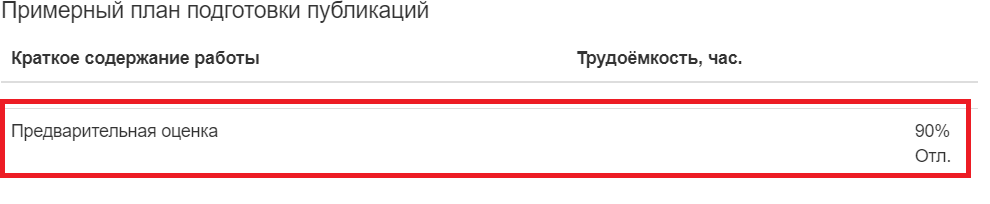 Примерный план подготовки публикаций
Краткое содержание работы Трудоёмкость, час.
Предварительная оценка 90%
Отл.